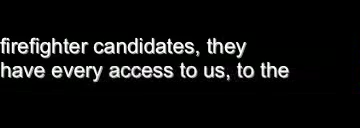 firefighter candidates, they
have every access to us, to the